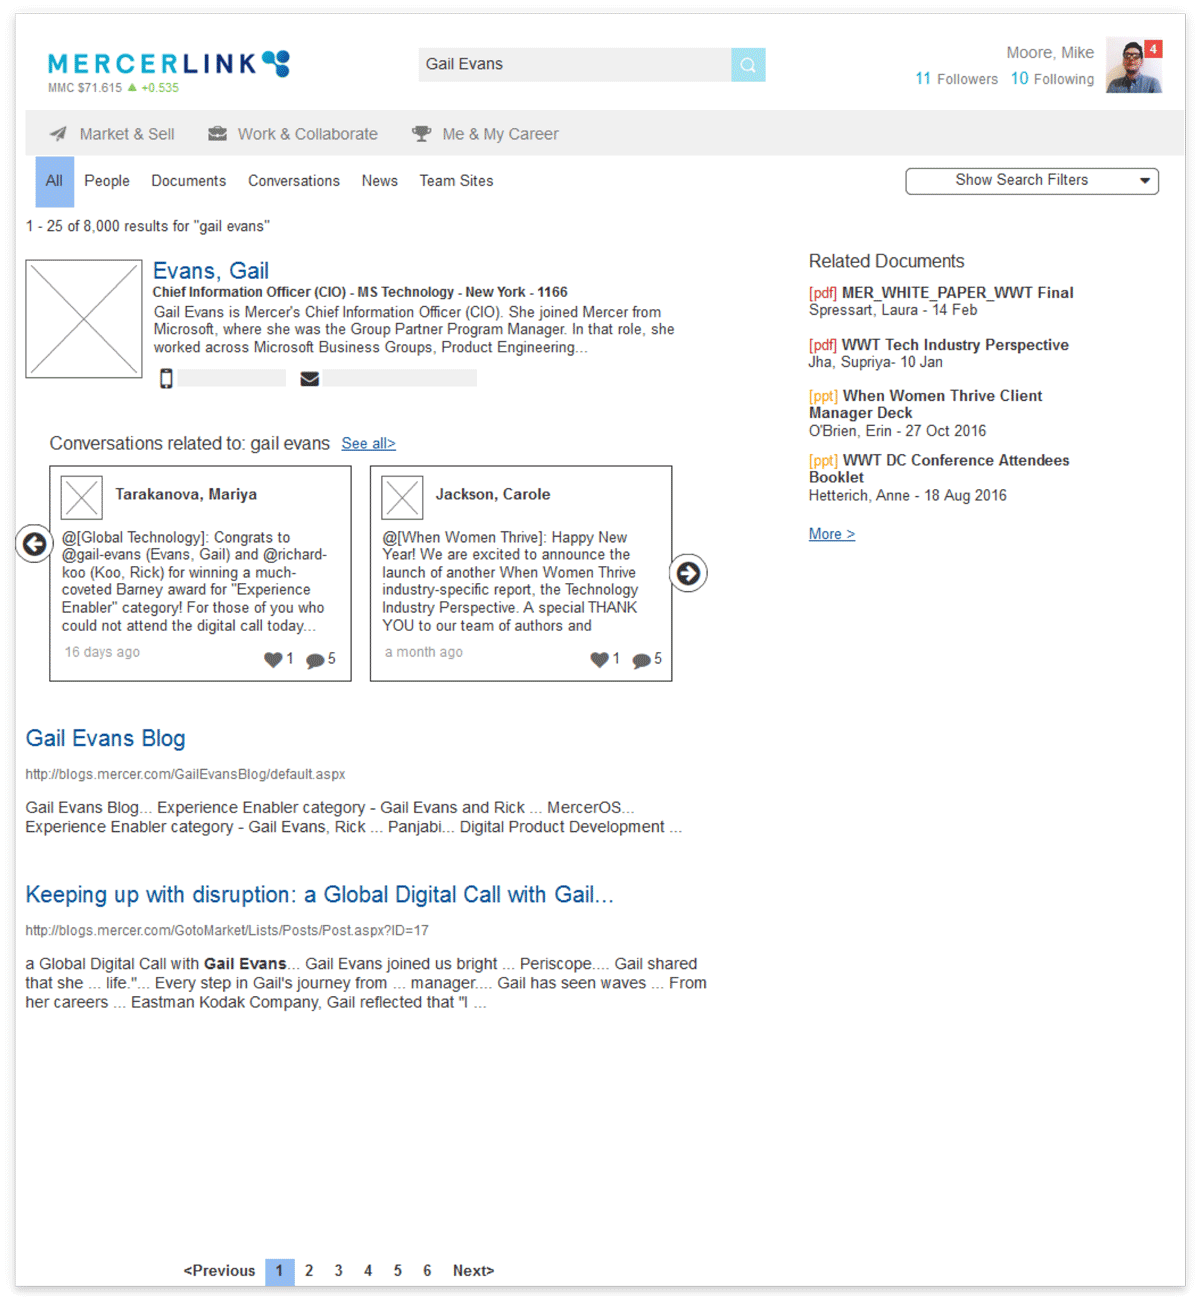 MERCERLINK
MMC $71.615 ▲ +0.535
Gail Evans
Moore, Mike
4
11 Followers 10 Following
Market & Sell
Work & Collaborate
Me & My Career
All
People
Documents
Conversations
News
Team Sites
Show Search Filters
1 - 25 of 8,000 results for "gail evans"
Evans, Gail
Chief Information Officer (CIO) - MS Technology - New York - 1166
Gail Evans is Mercer's Chief Information Officer (CIO). She joined Mercer from
Microsoft, where she was the Group Partner Program Manager. In that role, she
worked across Microsoft Business Groups, Product Engineering...
Conversations related to: gail evans See all>
Tarakanova, Mariya
@[Global Technology]: Congrats to
@gail-evans (Evans, Gail) and @richard-
koo (Koo, Rick) for winning a much-
coveted Barney award for "Experience
Enabler" category! For those of you who
could not attend the digital call today...
16 days ago
1
5
Jackson, Carole
@[When Women Thrive]: Happy New
Year! We are excited to announce the
launch of another When Women Thrive
industry-specific report, the Technology
Industry Perspective. A special THANK
YOU to our team of authors and
a month ago
1
5
Gail Evans Blog
http://blogs.mercer.com/GailEvansBlog/default.aspx
Gail Evans Blog... Experience Enabler category - Gail Evans and Rick ... MercerOS...
Experience Enabler category - Gail Evans, Rick ... Panjabi... Digital Product Development ...
Keeping up with disruption: a Global Digital Call with Gail...
http://blogs.mercer.com/GotoMarket/Lists/Posts/Post.aspx?ID=17
a Global Digital Call with Gail Evans... Gail Evans joined us bright ... Periscope.... Gail shared
that she ... life."... Every step in Gail's journey from ... manager.... Gail has seen waves ... From
her careers ... Eastman Kodak Company, Gail reflected that "I ...
Related Documents
[pdf] MER_WHITE_PAPER_WWT Final
Spressart, Laura - 14 Feb
[pdf] WWT Tech Industry Perspective
Jha, Supriya- 10 Jan
[ppt] When Women Thrive Client
Manager Deck
O'Brien, Erin - 27 Oct 2016
[ppt] WWT DC Conference Attendees
Booklet
Hetterich, Anne - 18 Aug 2016
More >
<Previous 1 2 3 4 5 6 Next>